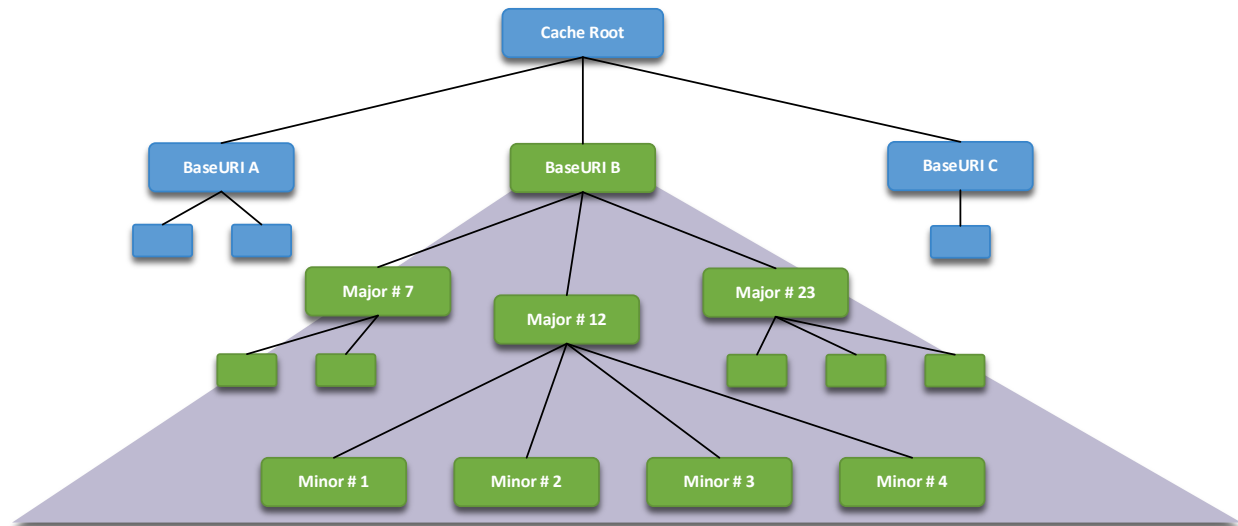 Cache Root
BaseURI A
BaseURI B
BaseURI C
Major # 7
Major # 12
Major # 23
Minor # 1
Minor # 2
Minor # 3
Minor # 4